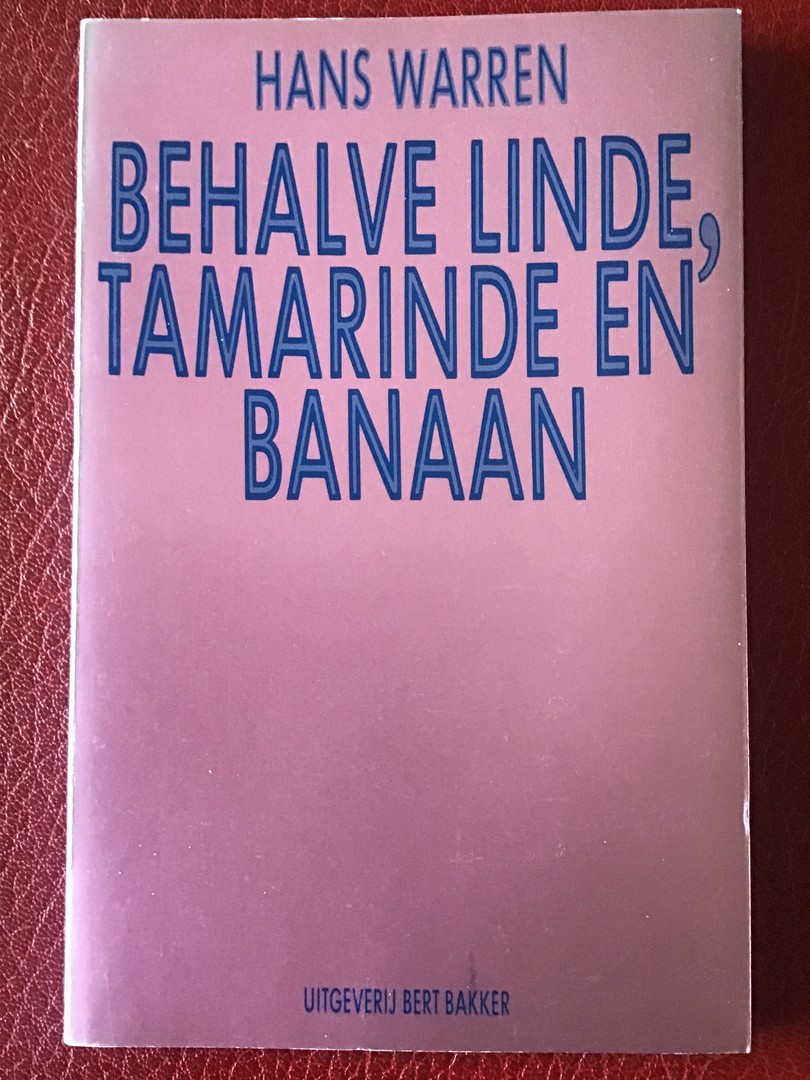 HANS WARREN
BEHALVE LINDE,
TAMARINDE EN
BANAAN
UITGEVERIJ BERT BAKKER